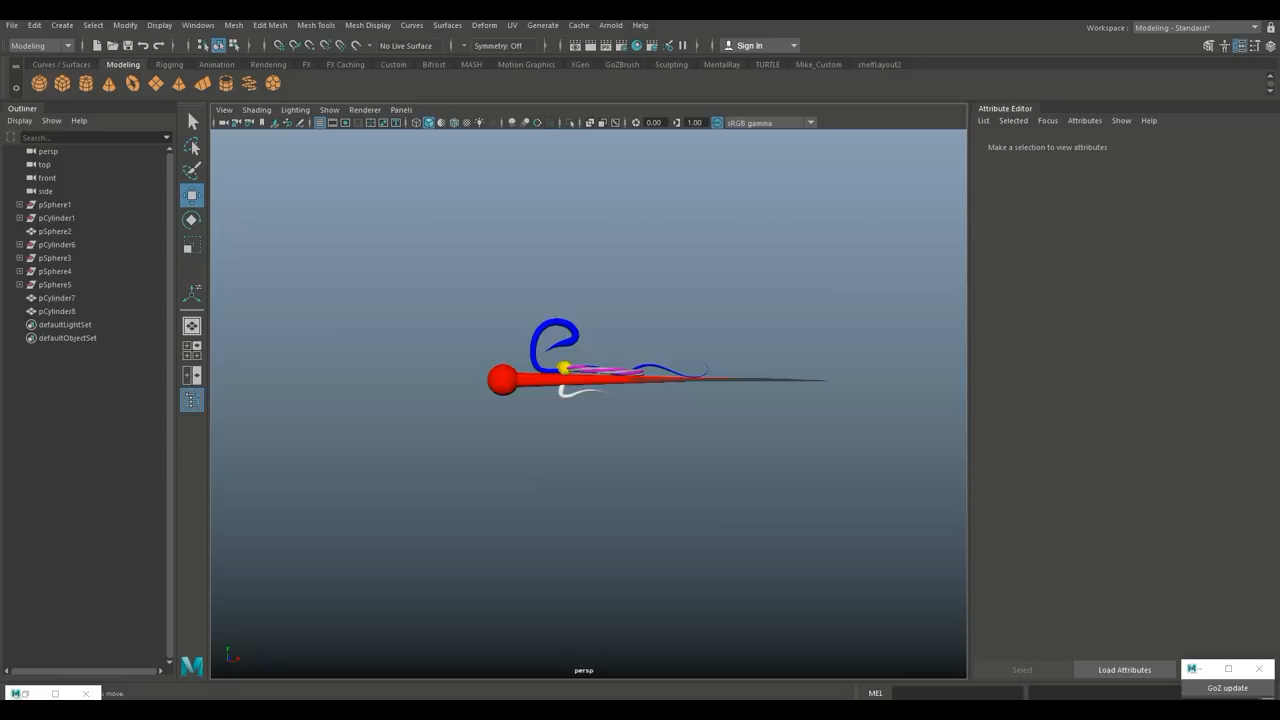 File Edit Create Select Modify Display Windows Mesh Edit Mesh Mesh Tools Mesh Display Curves Surfaces Deform UV Generate Cache Arnold Help
Workspace : Modeling - Standard*
Modeling No Live Surface Symmetry: Off Sign In
Curves / Surfaces Modeling Rigging Animation Rendering FX FX Caching Custom Bifrost MASH Motion Graphics XGen GoZBrush Sculpting MentalRay TURTLE Mike_Custom shelfLayout2
Outliner
Display Show Help
Search...
persp
top
front
side
pSphere1
pCylinder1
pSphere2
pCylinder6
pSphere3
pSphere4
pSphere5
pCylinder7
pCylinder8
defaultLightSet
defaultObjectSet
View Shading Lighting Show Renderer Panels
0.00 1.00 sRGB gamma
persp
Attribute Editor
List Selected Focus Attributes Show Help
Make a selection to view attributes
Select Load Attributes
GoZ update
move.
MEL